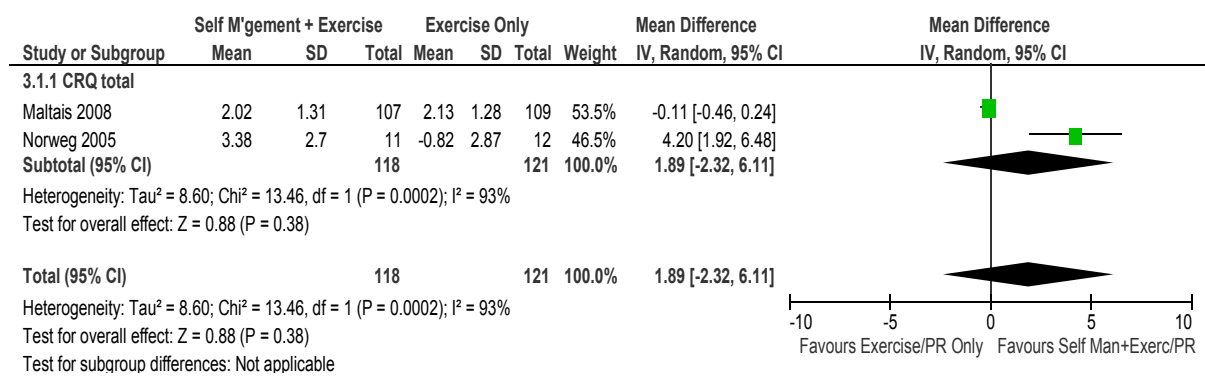 Self M'gement + Exercise Exercise Only Mean Difference Mean Difference
Study or Subgroup Mean SD Total Mean SD Total Weight IV, Random, 95% CI IV, Random, 95% CI
3.1.1 CRQ total
Maltais 2008 2.02 1.31 107 2.13 1.28 109 53.5% -0.11 [-0.46, 0.24]
Norweg 2005 3.38 2.7 11 -0.82 2.87 12 46.5% 4.20 [1.92, 6.48]
Subtotal (95% CI) 118 121 100.0% 1.89 [-2.32, 6.11]
Heterogeneity: Tau² = 8.60; Chi² = 13.46, df = 1 (P = 0.0002); I² = 93%
Test for overall effect: Z = 0.88 (P = 0.38)
Total (95% CI) 118 121 100.0% 1.89 [-2.32, 6.11]
Heterogeneity: Tau² = 8.60; Chi² = 13.46, df = 1 (P = 0.0002); I² = 93%
Test for overall effect: Z = 0.88 (P = 0.38)
Test for subgroup differences: Not applicable
-10 -5 0 5 10
Favours Exercise/PR Only Favours Self Man+Exerc/PR